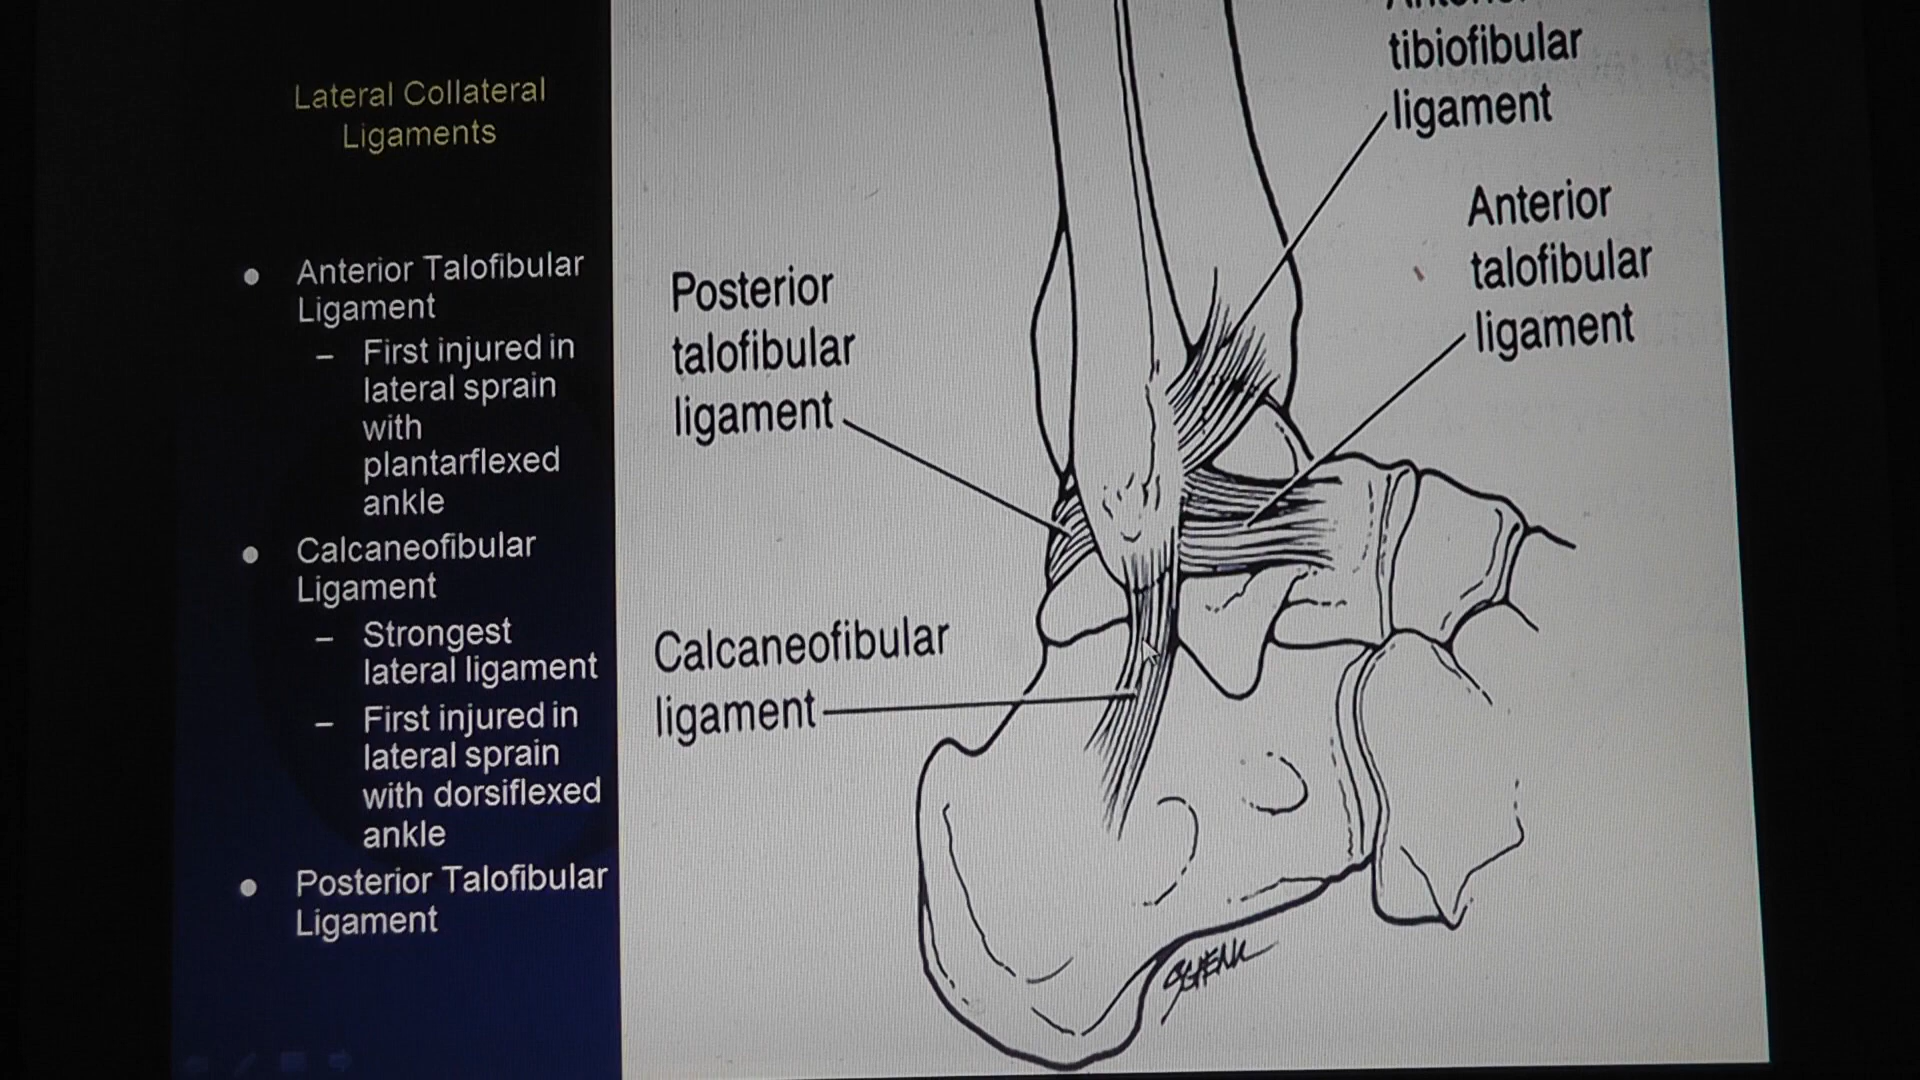 Lateral Collateral
Ligaments
● Anterior Talofibular
Ligament
– First injured in
lateral sprain
with
plantarflexed
ankle
● Calcaneofibular
Ligament
– Strongest
lateral ligament
– First injured in
lateral sprain
with dorsiflexed
ankle
● Posterior Talofibular
Ligament
tibiofibular
ligament
Anterior
talofibular
ligament
Posterior
talofibular
ligament
Calcaneofibular
ligament